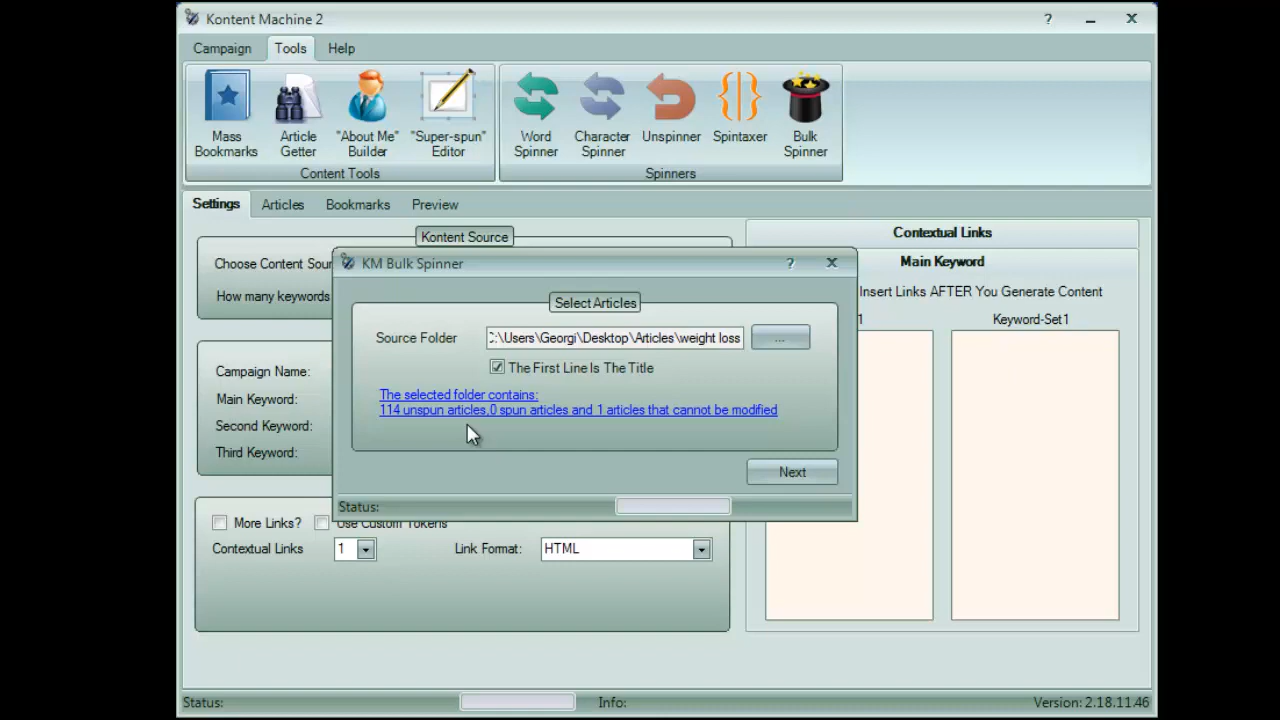 Kontent Machine 2
?
Campaign Tools Help
Mass Bookmarks
Article Getter
"About Me" Builder
"Super-spun" Editor
Word Spinner
Character Spinner
Unspinner
Spintaxer
Bulk Spinner
Content Tools
Spinners
Settings Articles Bookmarks Preview
Kontent Source
Choose Content Sour
How many keywords
Campaign Name:
Main Keyword:
Second Keyword:
Third Keyword:
KM Bulk Spinner
?
Select Articles
Source Folder C:\Users\Georgi\Desktop\Articles\weight loss ...
The First Line Is The Title
The selected folder contains:
114 unspun articles,0 spun articles and 1 articles that cannot be modified
Next
Status:
More Links? Use Custom Tokens
Contextual Links 1 Link Format: HTML
Contextual Links
Main Keyword
Insert Links AFTER You Generate Content
1 Keyword-Set1
Status: Info: Version: 2.18.11.46